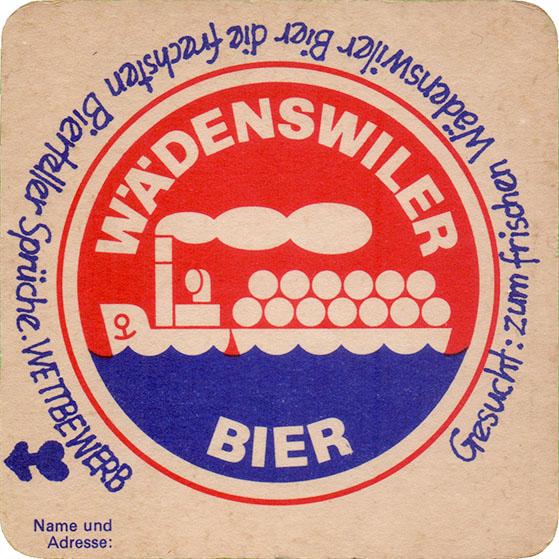 WÄDENSWILER
BIER
Gesucht: zum frischen Wädenswiler Bier die frechsten Bierteller Sprüche. WETTBEWERB
Name und
Adresse: